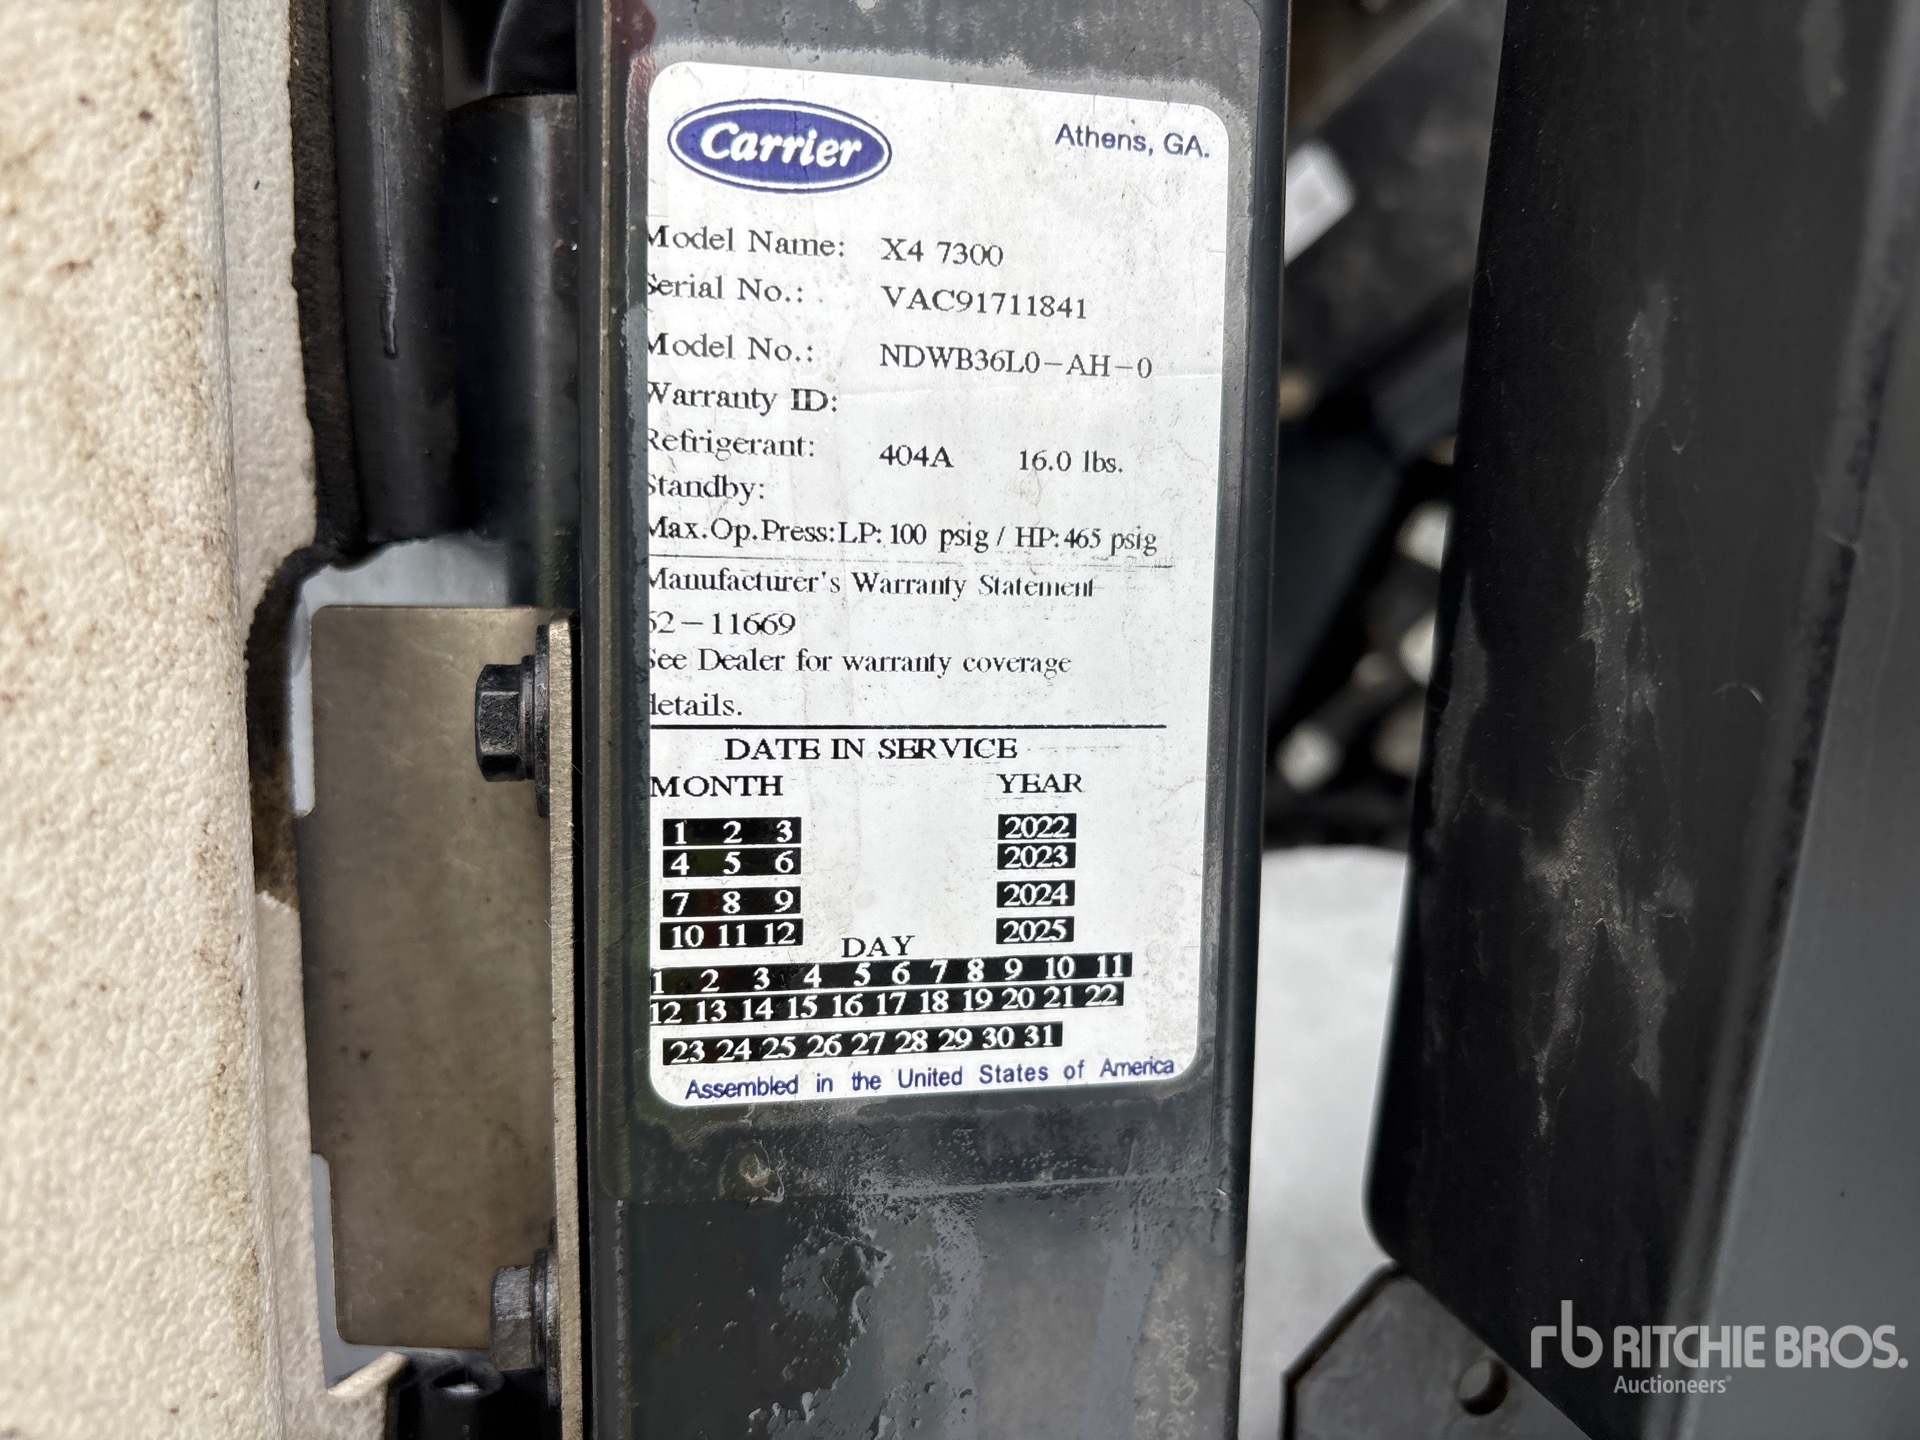 Carrier
Athens, GA.
Model Name: X4 7300
Serial No.: VAC91711841
Model No.: NDWB36L0-AH-0
Warranty ID:
Refrigerant: 404A 16.0 lbs.
Standby:
Max.Op.Press:LP: 100 psig / HP: 465 psig
Manufacturer's Warranty Statement
62-11669
See Dealer for warranty coverage
details.
DATE IN SERVICE
MONTH YEAR
1 2 3 2022
4 5 6 2023
7 8 9 2024
10 11 12 2025
DAY
1 2 3 4 5 6 7 8 9 10 11
12 13 14 15 16 17 18 19 20 21 22
23 24 25 26 27 28 29 30 31
Assembled in the United States of America
rb RITCHIE BROS.
Auctioneers